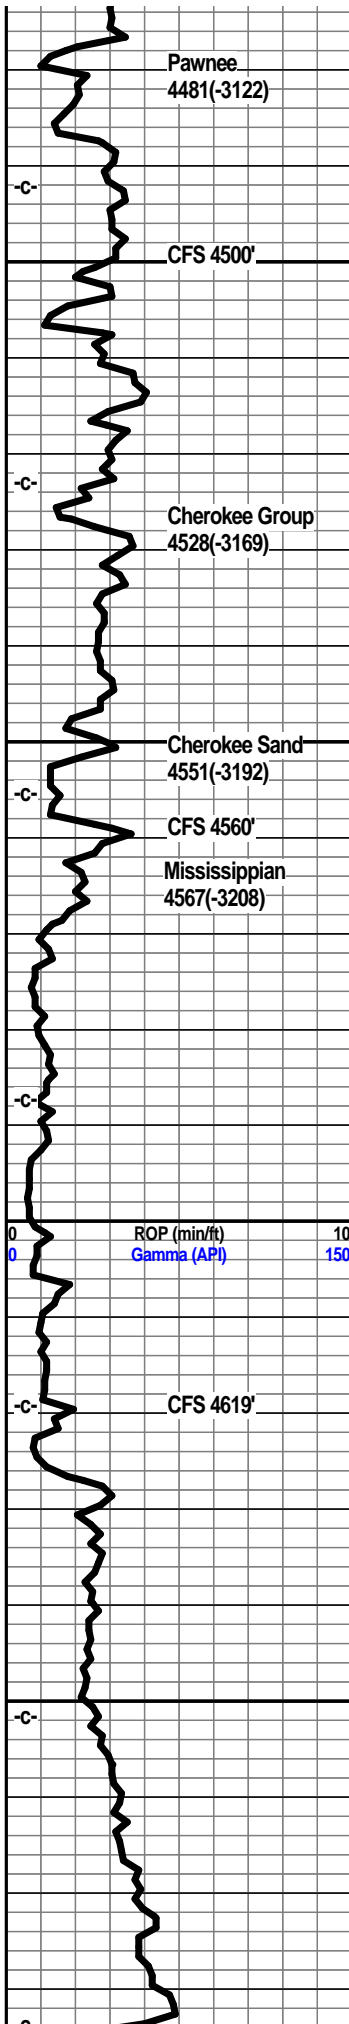 Pawnee
4481(-3122)
-c-
CFS 4500'
-c-
Cherokee Group
4528(-3169)
Cherokee Sand
4551(-3192)
-c-
CFS 4560'
Mississippian
4567(-3208)
-c-
0 ROP (min/ft) 10
0 Gamma (API) 150
-c-
CFS 4619'
-c-